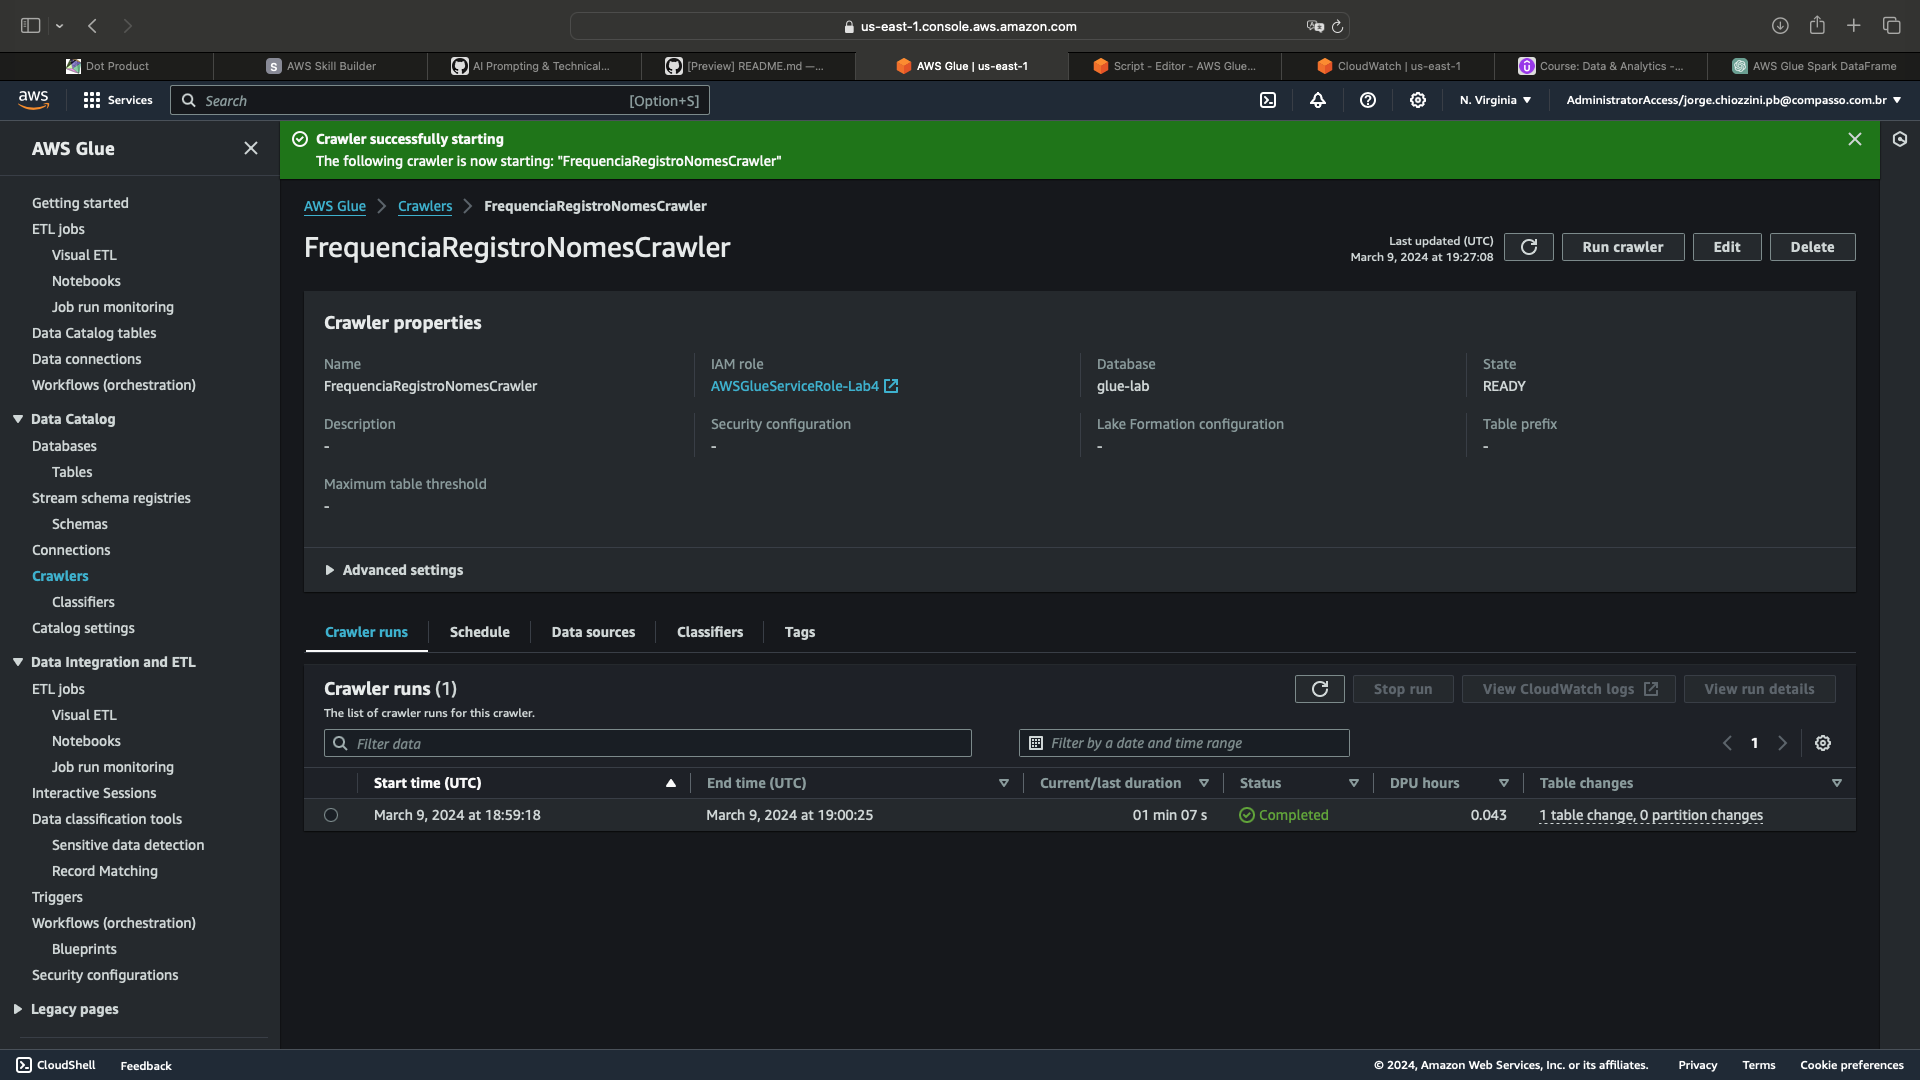 us-east-1.console.aws.amazon.com
Dot Product
S AWS Skill Builder
AI Prompting & Technical...
[Preview] README.md —...
AWS Glue | us-east-1
Script - Editor - AWS Glue...
CloudWatch | us-east-1
Course: Data & Analytics -...
AWS Glue Spark DataFrame
aws
Services
Search
[Option+S]
N. Virginia
AdministratorAccess/jorge.chiozzini.pb@compasso.com.br
AWS Glue
Getting started
ETL jobs
Visual ETL
Notebooks
Job run monitoring
Data Catalog tables
Data connections
Workflows (orchestration)
Data Catalog
Databases
Tables
Stream schema registries
Schemas
Connections
Crawlers
Classifiers
Catalog settings
Data Integration and ETL
ETL jobs
Visual ETL
Notebooks
Job run monitoring
Interactive Sessions
Data classification tools
Sensitive data detection
Record Matching
Triggers
Workflows (orchestration)
Blueprints
Security configurations
Legacy pages
Crawler successfully starting
The following crawler is now starting: "FrequenciaRegistroNomesCrawler"
AWS Glue
Crawlers
FrequenciaRegistroNomesCrawler
FrequenciaRegistroNomesCrawler
Last updated (UTC)
March 9, 2024 at 19:27:08
Run crawler
Edit
Delete
Crawler properties
Name
FrequenciaRegistroNomesCrawler
IAM role
AWSGlueServiceRole-Lab4
Database
glue-lab
State
READY
Description
-
Security configuration
-
Lake Formation configuration
-
Table prefix
-
Maximum table threshold
-
Advanced settings
Crawler runs
Schedule
Data sources
Classifiers
Tags
Crawler runs (1)
The list of crawler runs for this crawler.
Stop run
View CloudWatch logs
View run details
Filter data
Filter by a date and time range
1
Start time (UTC)
End time (UTC)
Current/last duration
Status
DPU hours
Table changes
March 9, 2024 at 18:59:18
March 9, 2024 at 19:00:25
01 min 07 s
Completed
0.043
1 table change, 0 partition changes
CloudShell
Feedback
© 2024, Amazon Web Services, Inc. or its affiliates.
Privacy
Terms
Cookie preferences